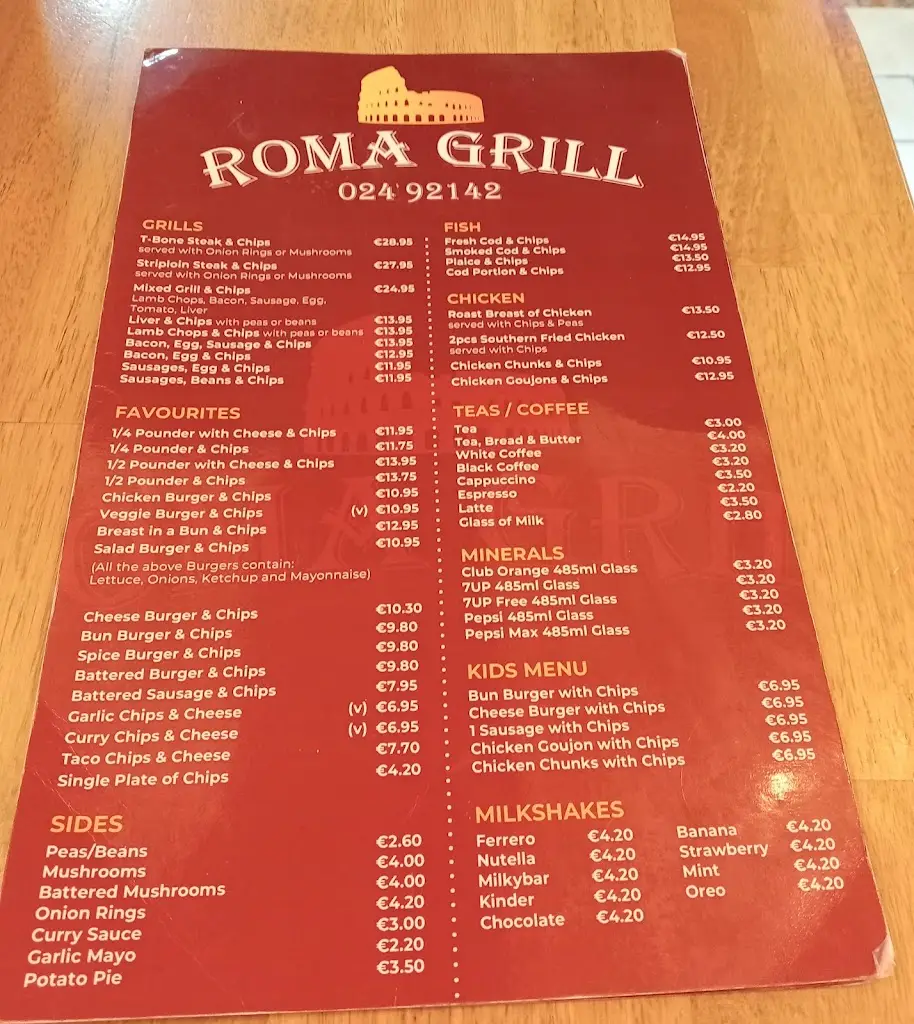 ROMA GRILL
024 92142
GRILLS
T-Bone Steak & Chips €28.95
served with Onion Rings or Mushrooms
Striploin Steak & Chips €27.95
served with Onion Rings or Mushrooms
Mixed Grill & Chips €24.95
Lamb Chops, Bacon, Sausage, Egg,
Tomato, Liver
Liver & Chips with peas or beans €13.95
Lamb Chops & Chips with peas or beans €13.95
Bacon, Egg, Sausage & Chips €13.95
Bacon, Egg & Chips €12.95
Sausages, Egg & Chips €11.95
Sausages, Beans & Chips €11.95
FAVOURITES
1/4 Pounder with Cheese & Chips €11.95
1/4 Pounder & Chips €11.75
1/2 Pounder with Cheese & Chips €13.95
1/2 Pounder & Chips €13.75
Chicken Burger & Chips €10.95
Veggie Burger & Chips (v) €10.95
Breast in a Bun & Chips €12.95
Salad Burger & Chips €10.95
(All the above Burgers contain:
Lettuce, Onions, Ketchup and Mayonnaise)
Cheese Burger & Chips €10.30
Bun Burger & Chips €9.80
Spice Burger & Chips €9.80
Battered Burger & Chips €9.80
Battered Sausage & Chips €7.95
Garlic Chips & Cheese (v) €6.95
Curry Chips & Cheese (v) €6.95
Taco Chips & Cheese €7.70
Single Plate of Chips €4.20
SIDES
Peas/Beans €2.60
Mushrooms €4.00
Battered Mushrooms €4.00
Onion Rings €4.20
Curry Sauce €3.00
Garlic Mayo €2.20
Potato Pie €3.50
FISH
Fresh Cod & Chips €14.95
Smoked Cod & Chips €14.95
Plaice & Chips €13.50
Cod Portion & Chips €12.95
CHICKEN
Roast Breast of Chicken €13.50
served with Chips & Peas
2pcs Southern Fried Chicken €12.50
served with Chips
Chicken Chunks & Chips €10.95
Chicken Goujons & Chips €12.95
TEAS / COFFEE
Tea €3.00
Tea, Bread & Butter €4.00
White Coffee €3.20
Black Coffee €3.20
Cappuccino €3.50
Espresso €2.20
Latte €3.50
Glass of Milk €2.80
MINERALS
Club Orange 485ml Glass €3.20
7UP 485ml Glass €3.20
7UP Free 485ml Glass €3.20
Pepsi 485ml Glass €3.20
Pepsi Max 485ml Glass €3.20
KIDS MENU
Bun Burger with Chips €6.95
Cheese Burger with Chips €6.95
1 Sausage with Chips €6.95
Chicken Goujon with Chips €6.95
Chicken Chunks with Chips €6.95
MILKSHAKES
Ferrero €4.20 Banana €4.20
Nutella €4.20 Strawberry €4.20
Milkybar €4.20 Mint €4.20
Kinder €4.20 Oreo €4.20
Chocolate €4.20